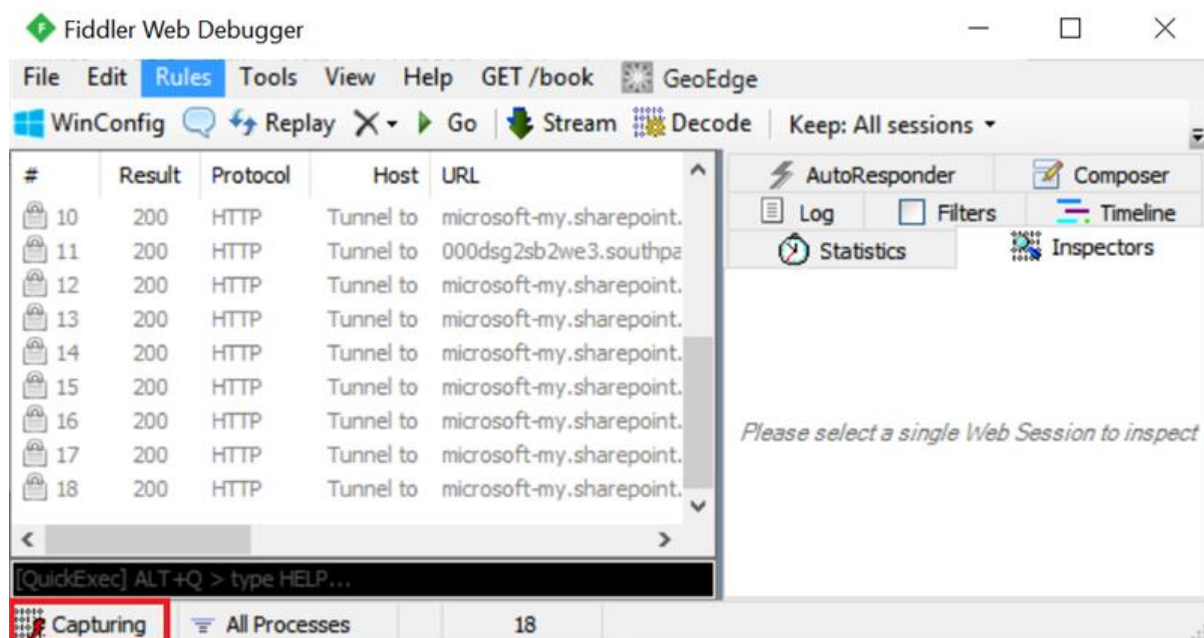 Fiddler Web Debugger
File Edit Rules Tools View Help GET /book GeoEdge
WinConfig Replay Go Stream Decode Keep: All sessions
# Result Protocol Host URL
10 200 HTTP Tunnel to microsoft-my.sharepoint.
11 200 HTTP Tunnel to 000dsg2sb2we3.southpa
12 200 HTTP Tunnel to microsoft-my.sharepoint.
13 200 HTTP Tunnel to microsoft-my.sharepoint.
14 200 HTTP Tunnel to microsoft-my.sharepoint.
15 200 HTTP Tunnel to microsoft-my.sharepoint.
16 200 HTTP Tunnel to microsoft-my.sharepoint.
17 200 HTTP Tunnel to microsoft-my.sharepoint.
18 200 HTTP Tunnel to microsoft-my.sharepoint.
[QuickExec] ALT+Q > type HELP...
AutoResponder Composer
Log Filters Timeline
Statistics Inspectors
Please select a single Web Session to inspect
Capturing All Processes 18